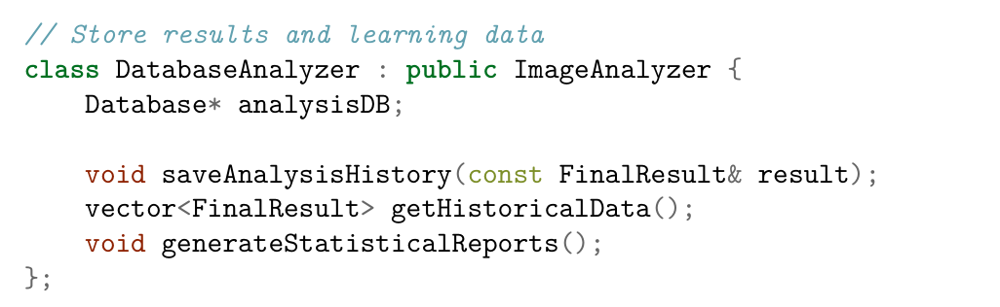 // Store results and learning data
class DatabaseAnalyzer : public ImageAnalyzer {
    Database* analysisDB;

    void saveAnalysisHistory(const FinalResult& result);
    vector<FinalResult> getHistoricalData();
    void generateStatisticalReports();
};